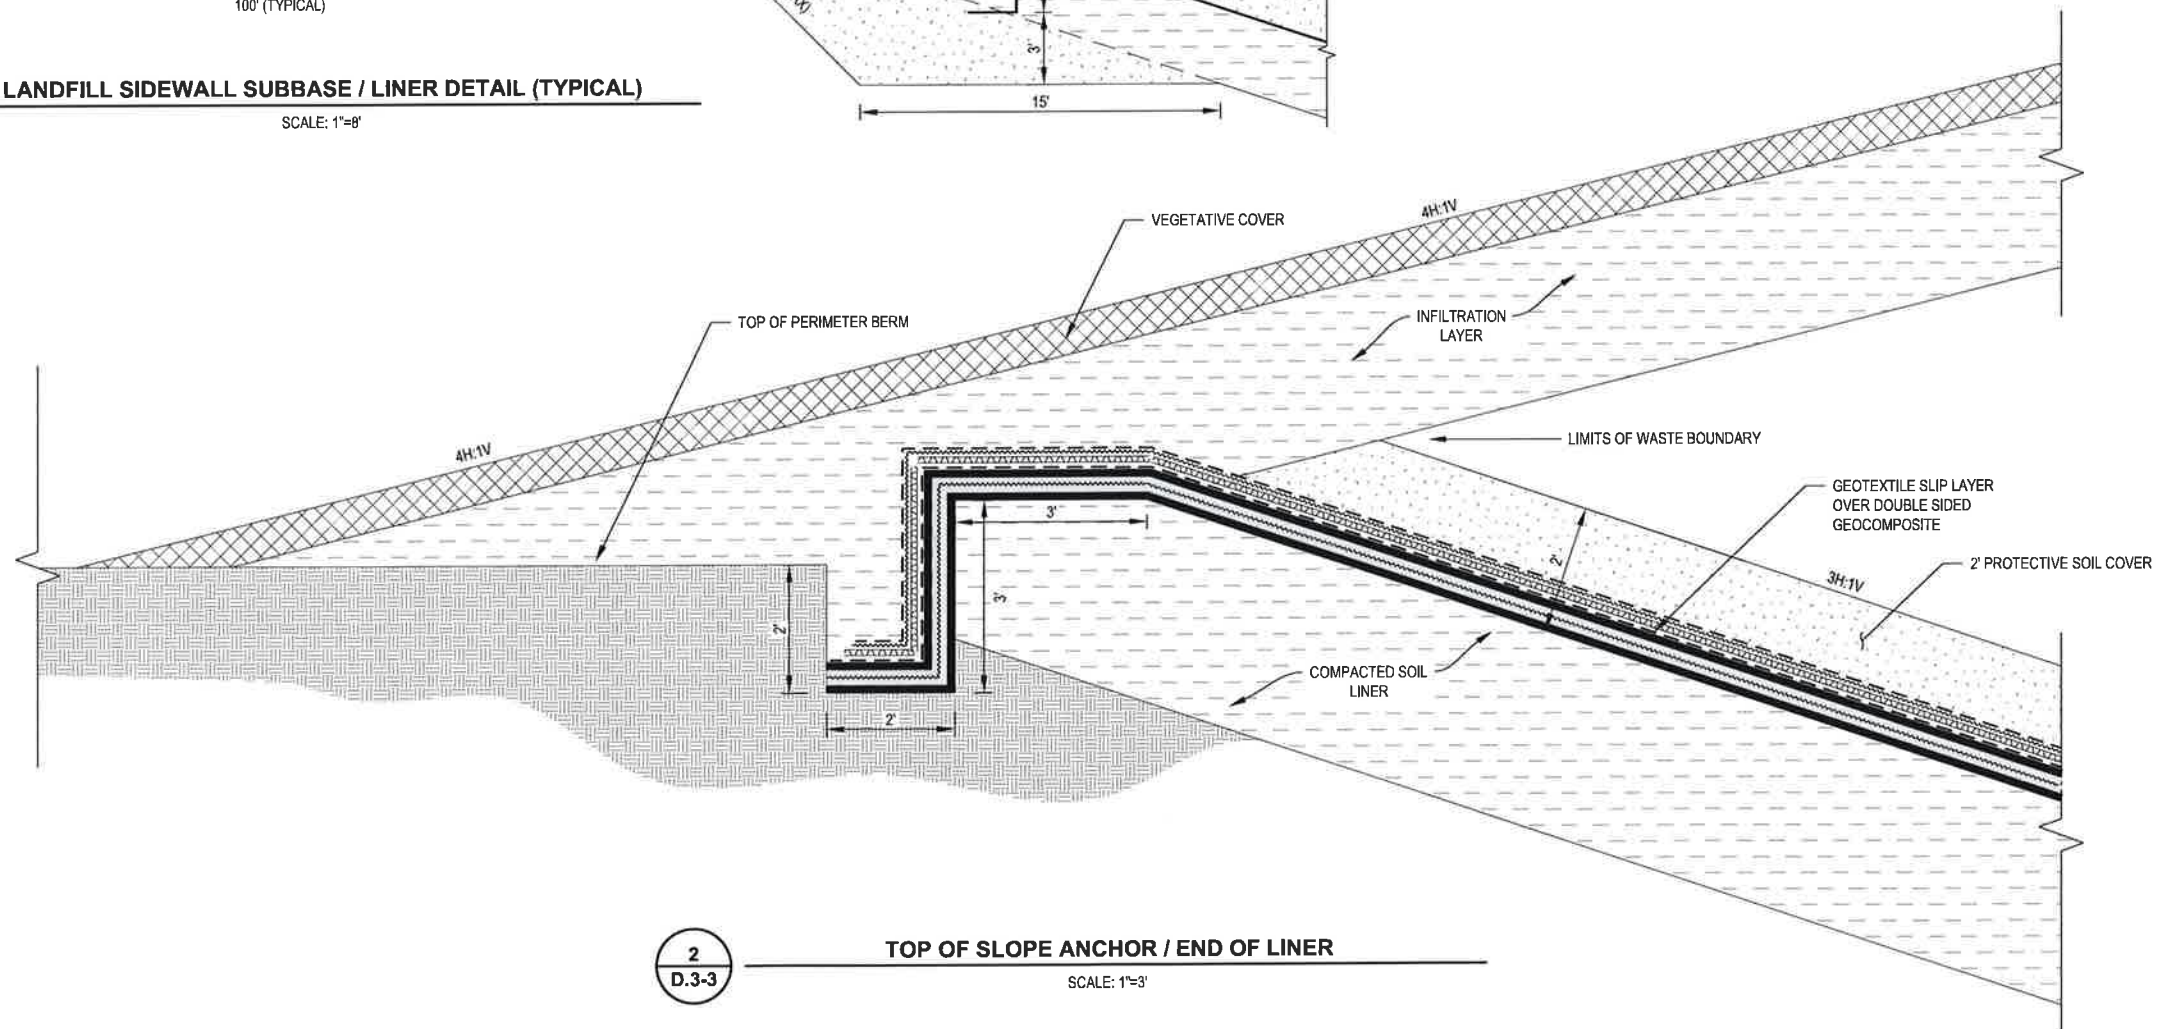 100' (TYPICAL)
3'
15'
LANDFILL SIDEWALL SUBBASE / LINER DETAIL (TYPICAL)
SCALE: 1"=8'
4H:1V
VEGETATIVE COVER
TOP OF PERIMETER BERM
INFILTRATION
LAYER
4H:1V
LIMITS OF WASTE BOUNDARY
GEOTEXTILE SLIP LAYER
OVER DOUBLE SIDED
GEOCOMPOSITE
3'
2'
2' PROTECTIVE SOIL COVER
3H:1V
3'
2'
COMPACTED SOIL
LINER
2'
2
D.3-3
TOP OF SLOPE ANCHOR / END OF LINER
SCALE: 1"=3'